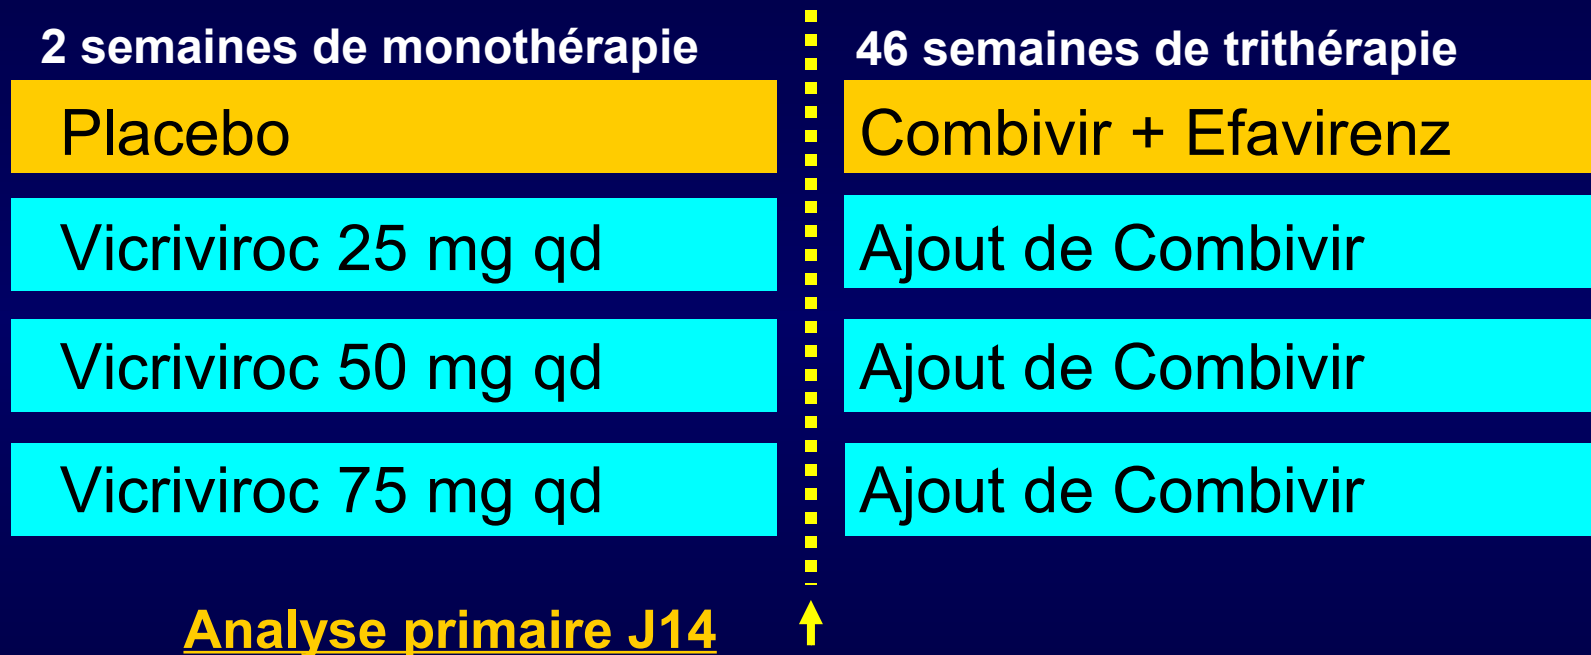 2 semaines de monothérapie
46 semaines de trithérapie
Placebo
Combivir + Efavirenz
Vicriviroc 25 mg qd
Ajout de Combivir
Vicriviroc 50 mg qd
Ajout de Combivir
Vicriviroc 75 mg qd
Ajout de Combivir
Analyse primaire J14